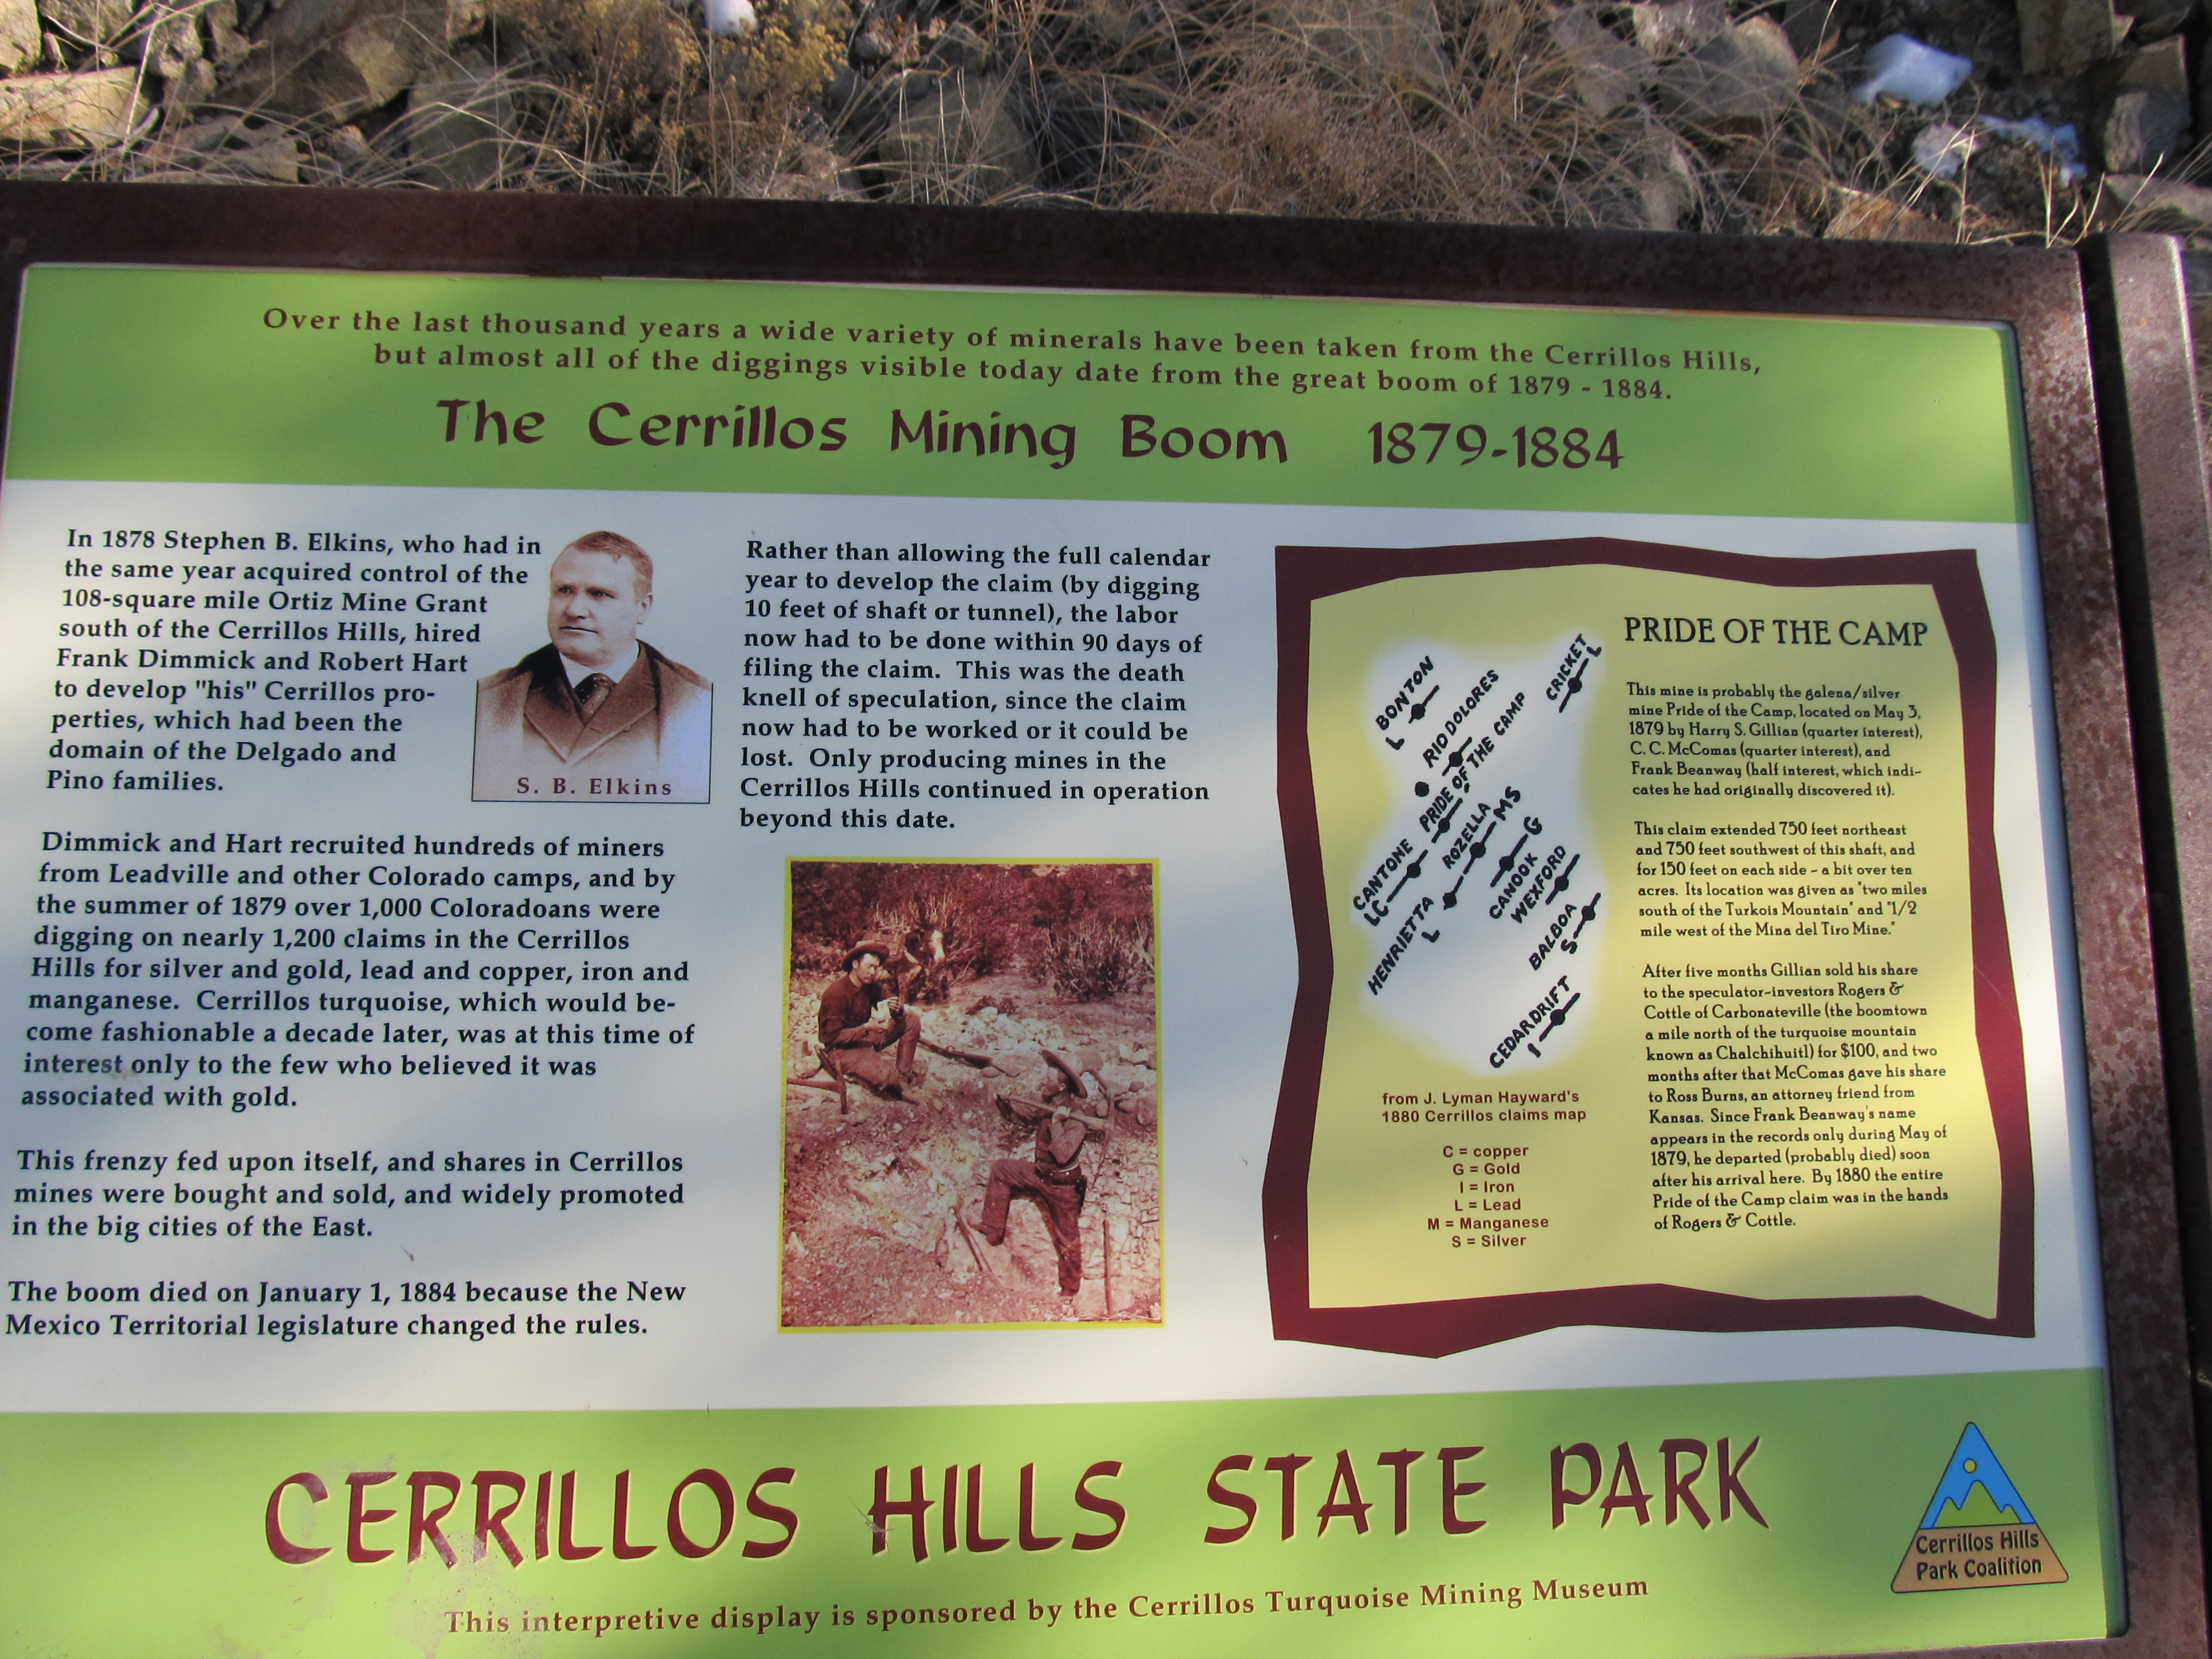 Over the last thousand years a wide variety of minerals have been taken from the Cerrillos Hills,
but almost all of the diggings visible today date from the great boom of 1879 - 1884.
The Cerrillos Mining Boom 1879-1884
In 1878 Stephen B. Elkins, who had in
the same year acquired control of the
108-square mile Ortiz Mine Grant
south of the Cerrillos Hills, hired
Frank Dimmick and Robert Hart
to develop "his" Cerrillos pro-
perties, which had been the
domain of the Delgado and
Pino families.
S. B. Elkins
Dimmick and Hart recruited hundreds of miners
from Leadville and other Colorado camps, and by
the summer of 1879 over 1,000 Coloradoans were
digging on nearly 1,200 claims in the Cerrillos
Hills for silver and gold, lead and copper, iron and
manganese. Cerrillos turquoise, which would be-
come fashionable a decade later, was at this time of
interest only to the few who believed it was
associated with gold.
This frenzy fed upon itself, and shares in Cerrillos
mines were bought and sold, and widely promoted
in the big cities of the East.
The boom died on January 1, 1884 because the New
Mexico Territorial legislature changed the rules.
Rather than allowing the full calendar
year to develop the claim (by digging
10 feet of shaft or tunnel), the labor
now had to be done within 90 days of
filing the claim. This was the death
knell of speculation, since the claim
now had to be worked or it could be
lost. Only producing mines in the
Cerrillos Hills continued in operation
beyond this date.
BONTON
L
RIO DOLORES
CRICKET
L
PRIDE OF THE CAMP
CANTONE
LC
ROZELLA
MS
HENRIETTA
L
G
CANOOK
WEXFORD
BALBOA
S
CEDAR DRIFT
I
from J. Lyman Hayward's
1880 Cerrillos claims map
C = copper
G = Gold
I = Iron
L = Lead
M = Manganese
S = Silver
PRIDE OF THE CAMP
This mine is probably the galena/silver
mine Pride of the Camp, located on May 3,
1879 by Harry S. Gillian (quarter interest),
C. C. McComas (quarter interest), and
Frank Beanway (half interest, which indi-
cates he had originally discovered it).
This claim extended 750 feet northeast
and 750 feet southwest of this shaft, and
for 150 feet on each side - a bit over ten
acres. Its location was given as "two miles
south of the Turkois Mountain" and "1/2
mile west of the Mina del Tiro Mine."
After five months Gillian sold his share
to the speculator-investors Rogers &
Cottle of Carbonateville (the boomtown
a mile north of the turquoise mountain
known as Chalchihuitl) for $100, and two
months after that McComas gave his share
to Ross Burns, an attorney friend from
Kansas. Since Frank Beanway's name
appears in the records only during May of
1879, he departed (probably died) soon
after his arrival here. By 1880 the entire
Pride of the Camp claim was in the hands
of Rogers & Cottle.
CERRILLOS HILLS STATE PARK
Cerrillos Hills
Park Coalition
This interpretive display is sponsored by the Cerrillos Turquoise Mining Museum